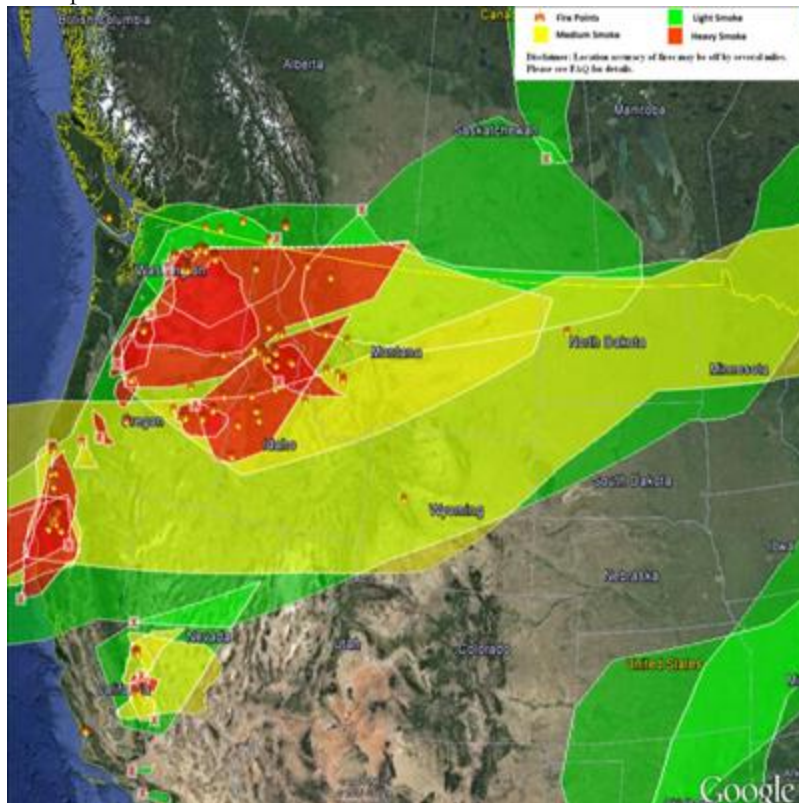 British Columbia
Cana
Fire Points
Light Smoke
Medium Smoke
Heavy Smoke
Disclaimer: Location accuracy of fires may be off by several miles.
Please see FAQ for details.
Alberta
Manitoba
Saskatchewan
Washington
Montana
North Dakota
Minnesota
Oregon
Idaho
South Dakota
Wyoming
Iowa
Nebraska
Nevada
Utah
Colorado
United States
California
Google